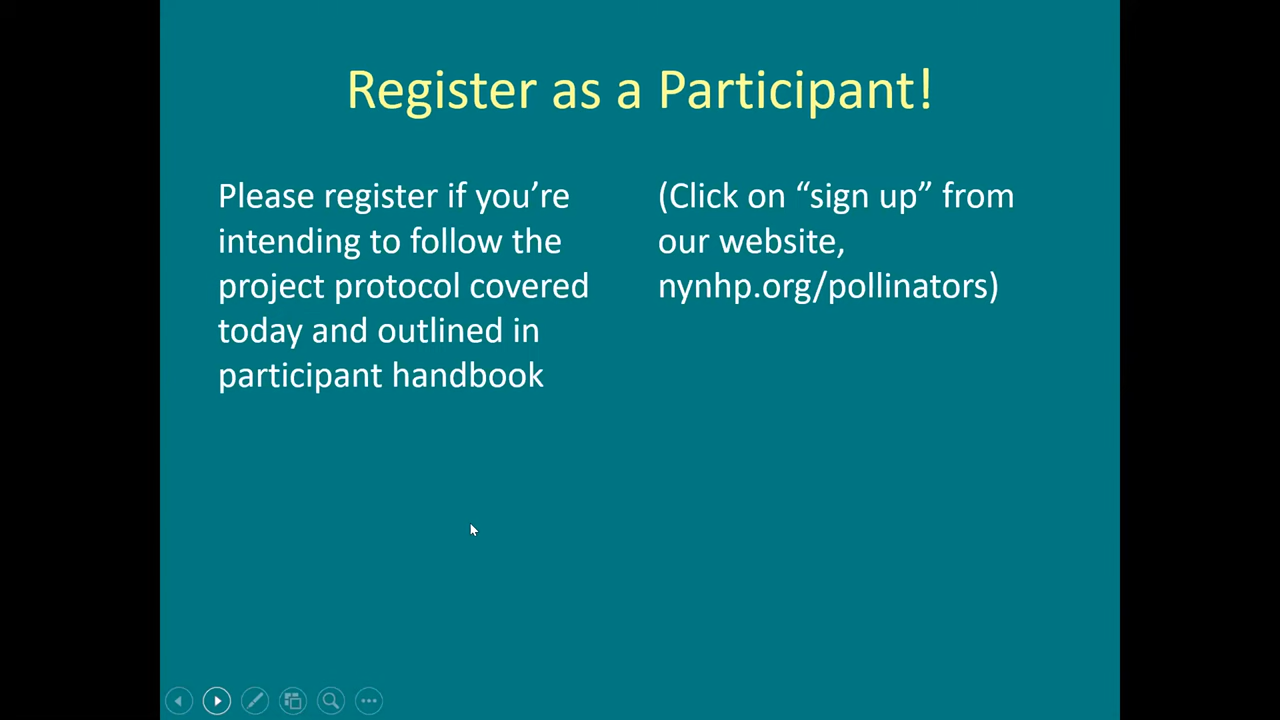 Register as a Participant!
Please register if you’re
intending to follow the
project protocol covered
today and outlined in
participant handbook
(Click on “sign up” from
our website,
nynhp.org/pollinators)